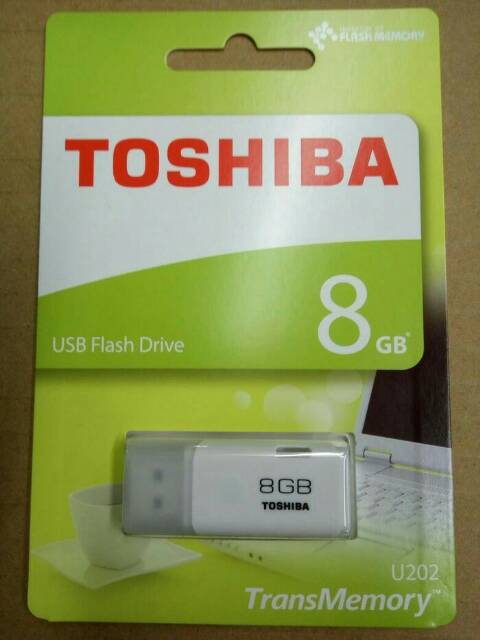 FLASH MEMORY
TOSHIBA
8 GB*
USB Flash Drive
8GB
TOSHIBA
U202
TransMemory™